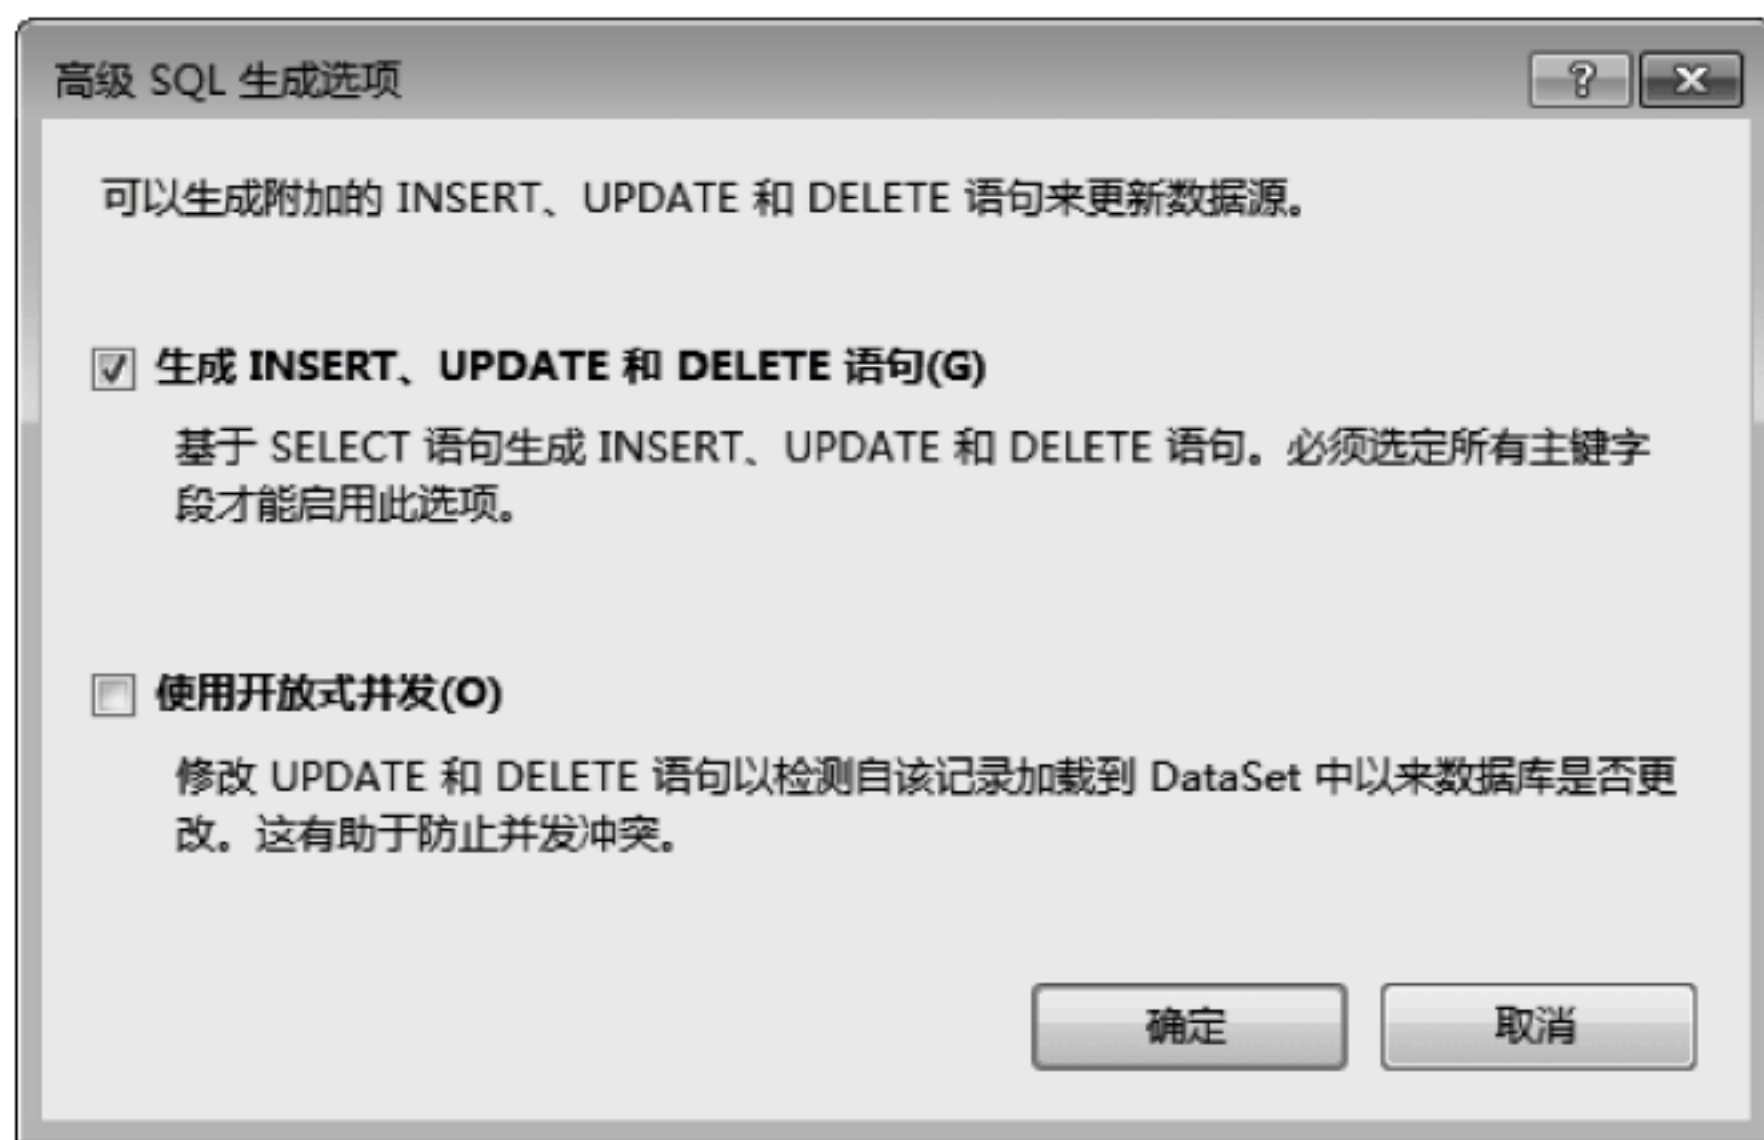 高级 SQL 生成选项
可以生成附加的 INSERT、UPDATE 和 DELETE 语句来更新数据源。
生成 INSERT、UPDATE 和 DELETE 语句(G)
基于 SELECT 语句生成 INSERT、UPDATE 和 DELETE 语句。必须选定所有主键字
段才能启用此选项。
使用开放式并发(O)
修改 UPDATE 和 DELETE 语句以检测自该记录加载到 DataSet 中以来数据库是否更
改。这有助于防止并发冲突。
确定 取消